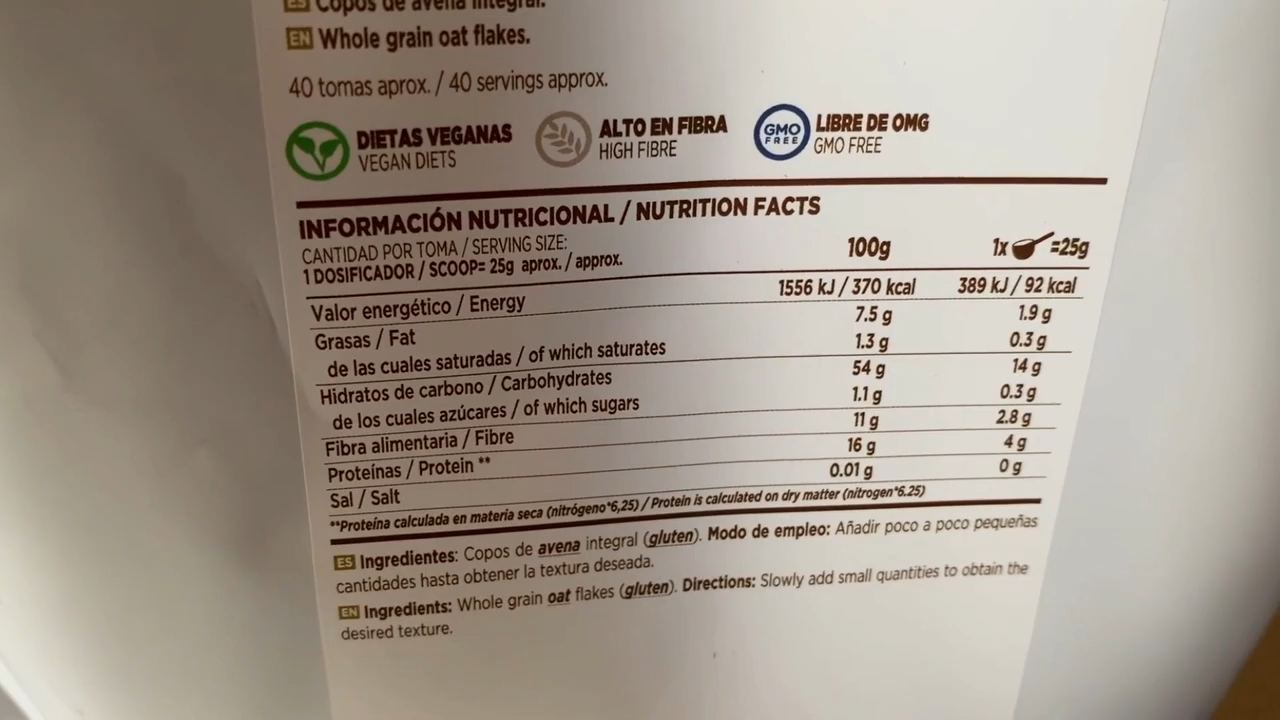 ES Copos de avena integral.
EN Whole grain oat flakes.
40 tomas aprox. / 40 servings approx.
DIETAS VEGANAS
VEGAN DIETS
ALTO EN FIBRA
HIGH FIBRE
GMO
FREE
LIBRE DE OMG
GMO FREE
INFORMACIÓN NUTRICIONAL / NUTRITION FACTS
CANTIDAD POR TOMA / SERVING SIZE:
1 DOSIFICADOR / SCOOP= 25g aprox. / approx.
100g 1x =25g
Valor energético / Energy 1556 kJ / 370 kcal 389 kJ / 92 kcal
Grasas / Fat 7.5 g 1.9 g
de las cuales saturadas / of which saturates 1.3 g 0.3 g
Hidratos de carbono / Carbohydrates 54 g 14 g
de los cuales azúcares / of which sugars 1.1 g 0.3 g
Fibra alimentaria / Fibre 11 g 2.8 g
Proteínas / Protein ** 16 g 4 g
Sal / Salt 0.01 g 0 g
**Proteína calculada en materia seca (nitrógeno*6,25) / Protein is calculated on dry matter (nitrogen*6.25)
ES Ingredientes: Copos de avena integral (gluten). Modo de empleo: Añadir poco a poco pequeñas
cantidades hasta obtener la textura deseada.
EN Ingredients: Whole grain oat flakes (gluten). Directions: Slowly add small quantities to obtain the
desired texture.